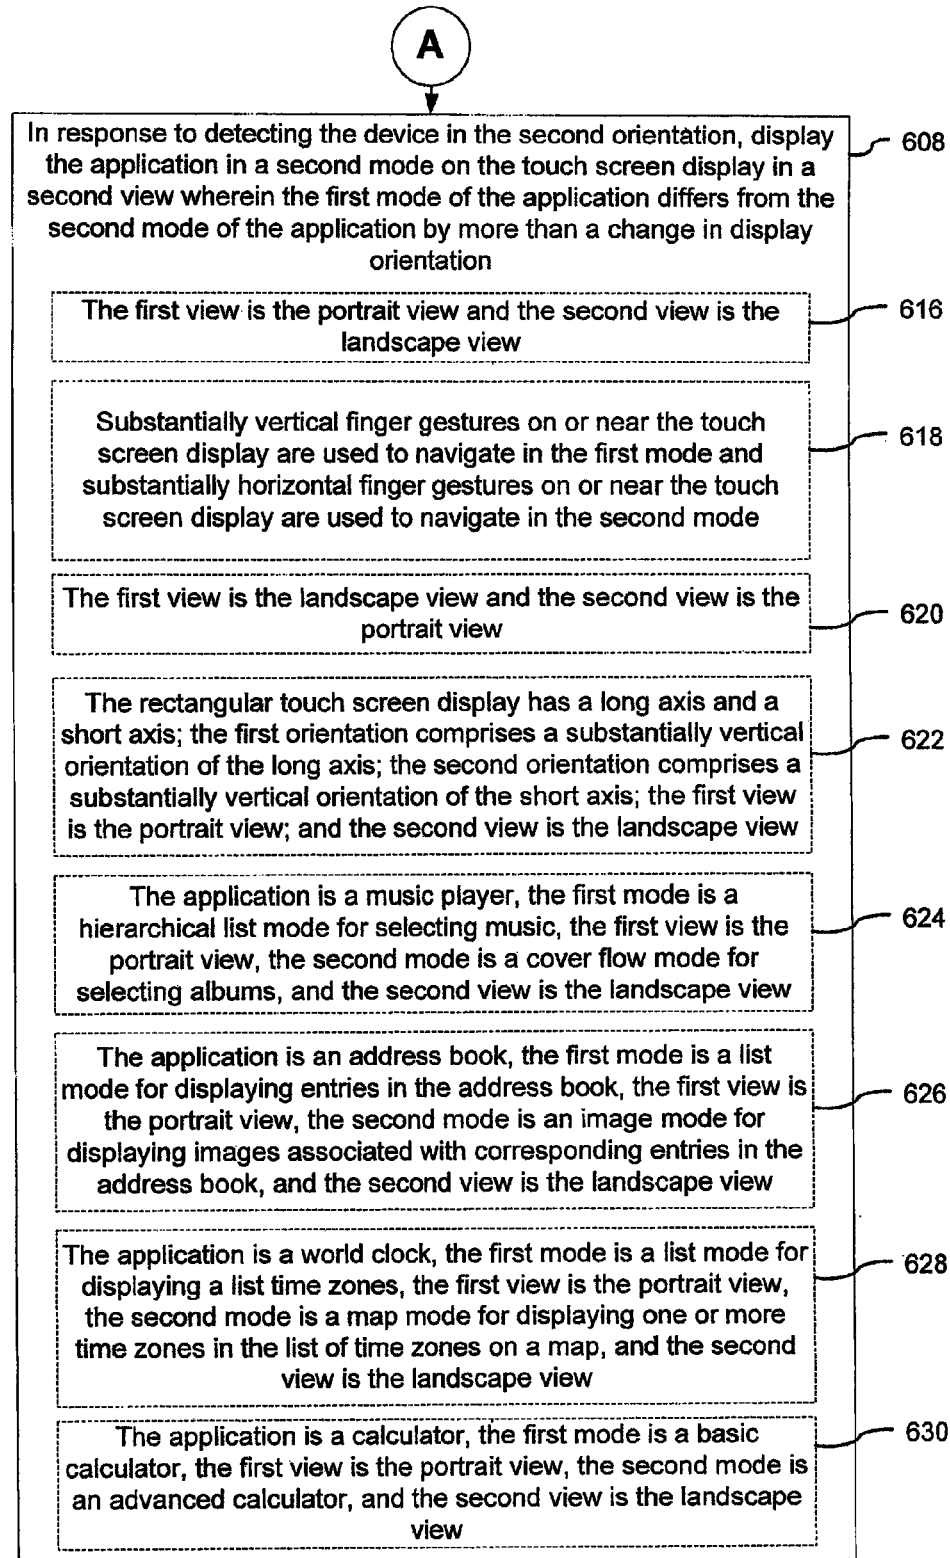 A
In response to detecting the device in the second orientation, display
the application in a second mode on the touch screen display in a
second view wherein the first mode of the application differs from the
second mode of the application by more than a change in display
orientation
608
The first view is the portrait view and the second view is the
landscape view
616
Substantially vertical finger gestures on or near the touch
screen display are used to navigate in the first mode and
substantially horizontal finger gestures on or near the touch
screen display are used to navigate in the second mode
618
The first view is the landscape view and the second view is the
portrait view
620
The rectangular touch screen display has a long axis and a
short axis; the first orientation comprises a substantially vertical
orientation of the long axis; the second orientation comprises a
substantially vertical orientation of the short axis; the first view
is the portrait view; and the second view is the landscape view
622
The application is a music player, the first mode is a
hierarchical list mode for selecting music, the first view is the
portrait view, the second mode is a cover flow mode for
selecting albums, and the second view is the landscape view
624
The application is an address book, the first mode is a list
mode for displaying entries in the address book, the first view is
the portrait view, the second mode is an image mode for
displaying images associated with corresponding entries in the
address book, and the second view is the landscape view
626
The application is a world clock, the first mode is a list mode for
displaying a list time zones, the first view is the portrait view,
the second mode is a map mode for displaying one or more
time zones in the list of time zones on a map, and the second
view is the landscape view
628
The application is a calculator, the first mode is a basic
calculator, the first view is the portrait view, the second mode is
an advanced calculator, and the second view is the landscape
view
630